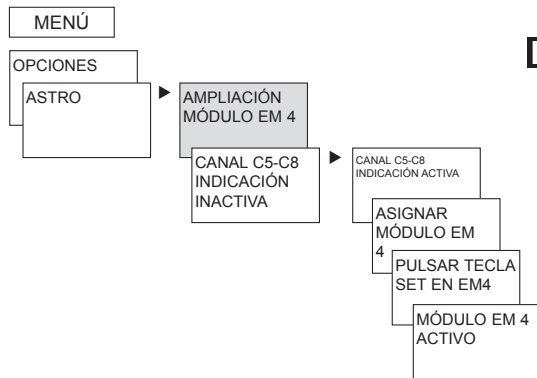 MENÚ
OPCIONES
ASTRO
AMPLIACIÓN
MÓDULO EM 4
CANAL C5-C8
INDICACIÓN
INACTIVA
CANAL C5-C8
INDICACIÓN ACTIVA
ASIGNAR
MÓDULO EM
4
PULSAR TECLA
SET EN EM4
MÓDULO EM 4
ACTIVO